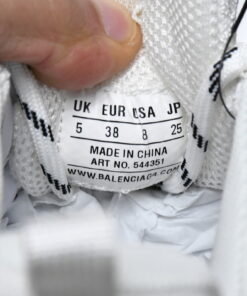 UK EUR USA JP
5 38 8 25
MADE IN CHINA
ART NO. 544351
WWW.BALENCIAGA.COM